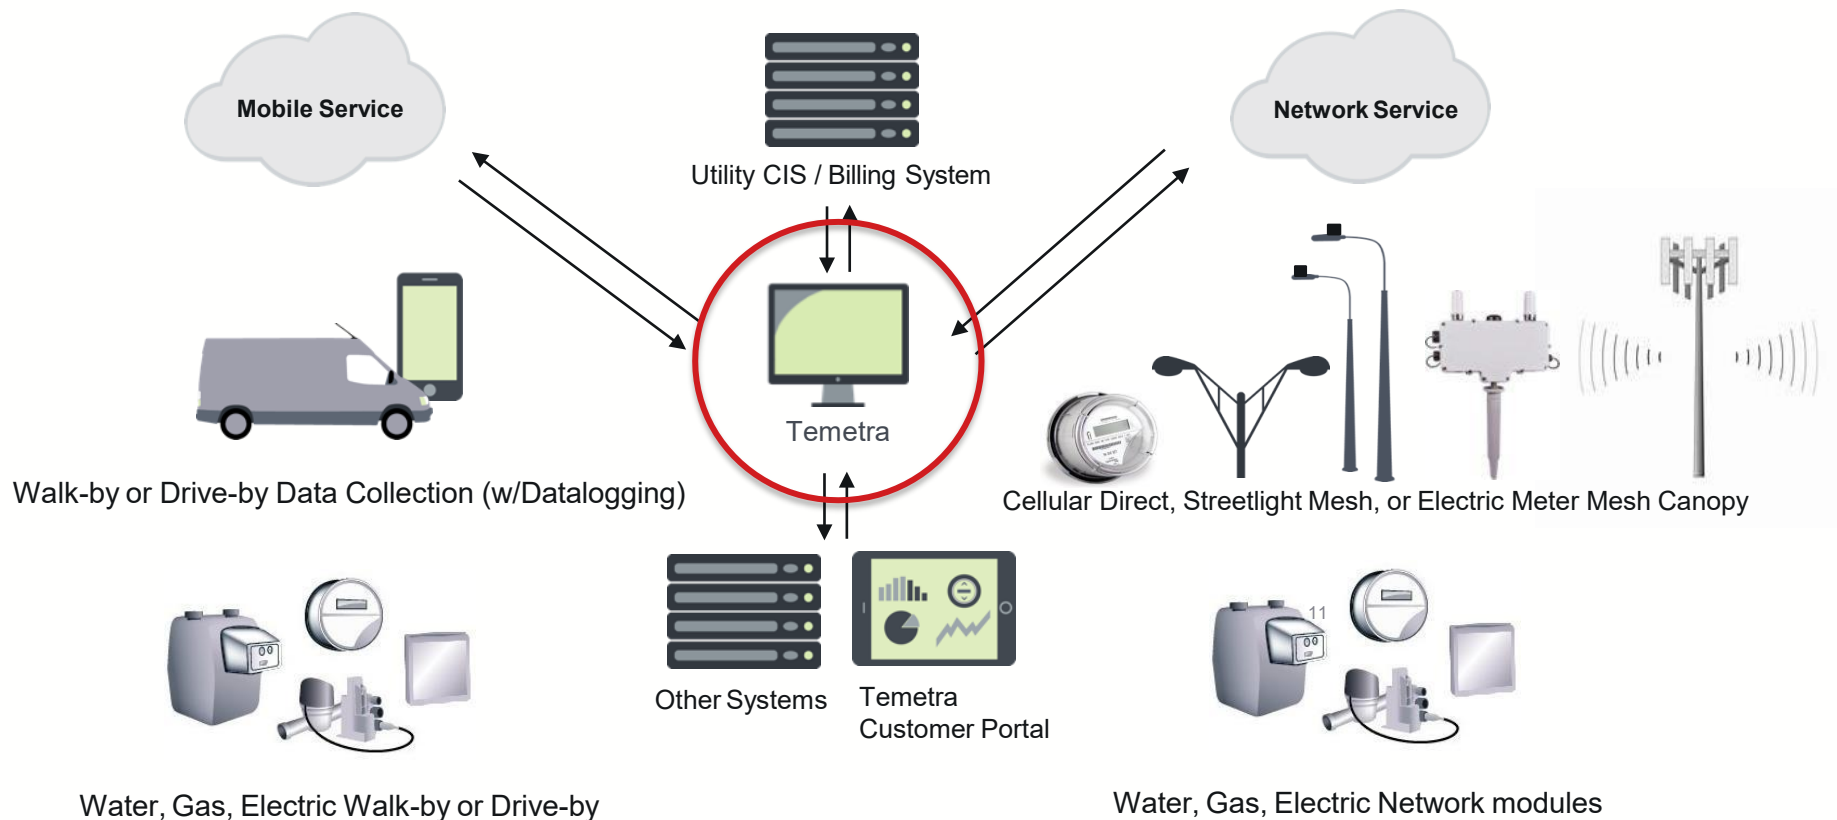 Mobile Service
Utility CIS / Billing System
Network Service
Temetra
Walk-by or Drive-by Data Collection (w/Datalogging)
Cellular Direct, Streetlight Mesh, or Electric Meter Mesh Canopy
11
Other Systems
Temetra
Customer Portal
Water, Gas, Electric Walk-by or Drive-by
Water, Gas, Electric Network modules